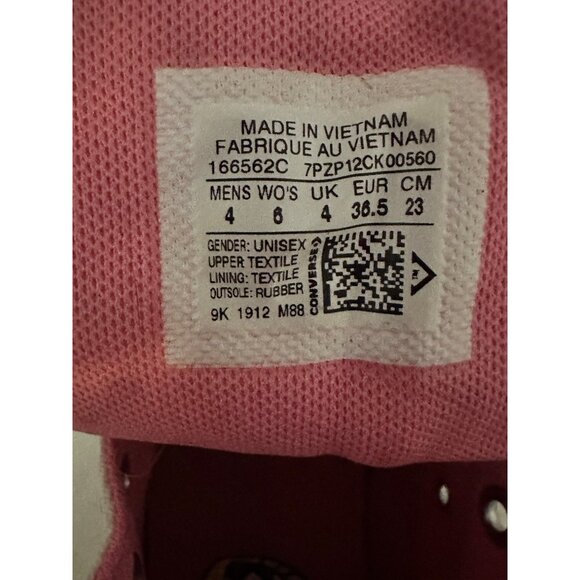 MADE IN VIETNAM
FABRIQUE AU VIETNAM
166562C 7PZP12CK00560
MENS WO'S UK EUR CM
4 6 4 36.5 23
GENDER: UNISEX
UPPER TEXTILE
LINING: TEXTILE
OUTSOLE: RUBBER
9K 1912 M88
CONVERSE
TM